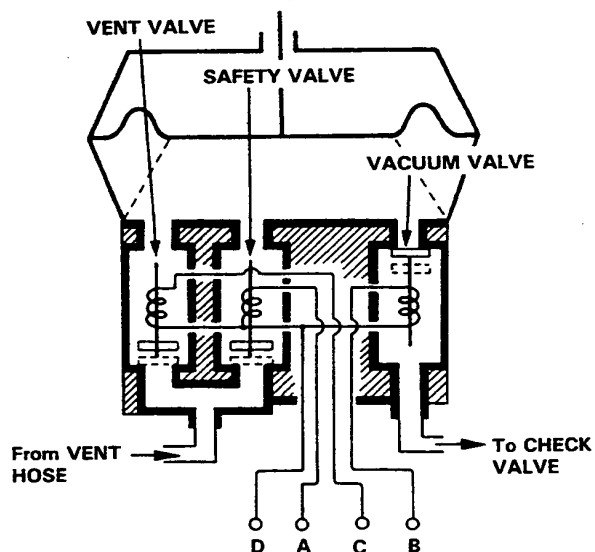 VENT VALVE
SAFETY VALVE
VACUUM VALVE
From VENT
HOSE
To CHECK
VALVE
D A C B